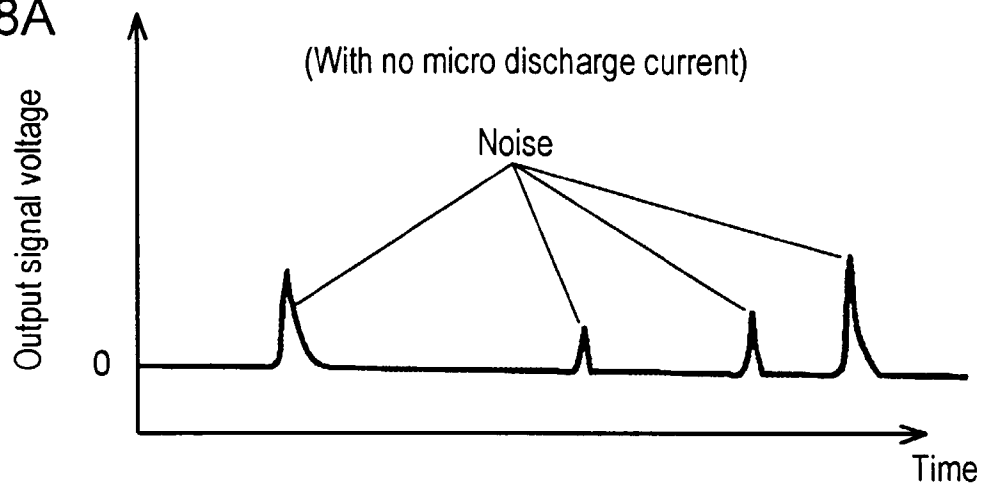 8A
(With no micro discharge current)
Noise
Output signal voltage
0
Time